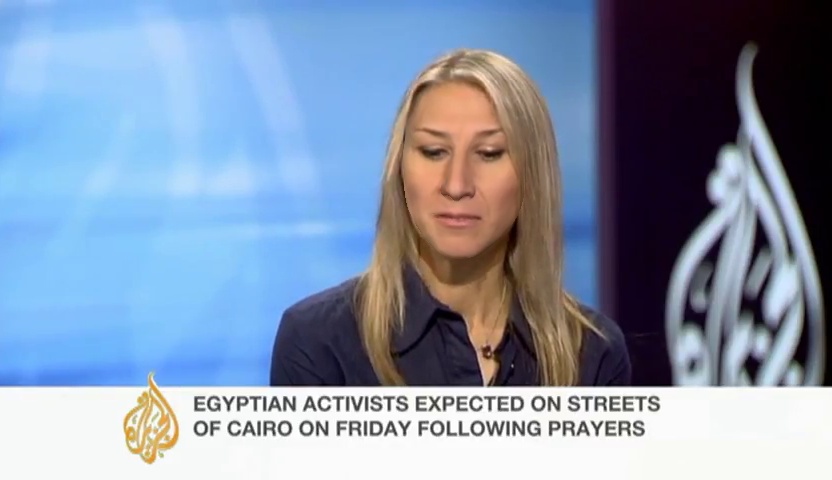 EGYPTIAN ACTIVISTS EXPECTED ON STREETS
OF CAIRO ON FRIDAY FOLLOWING PRAYERS